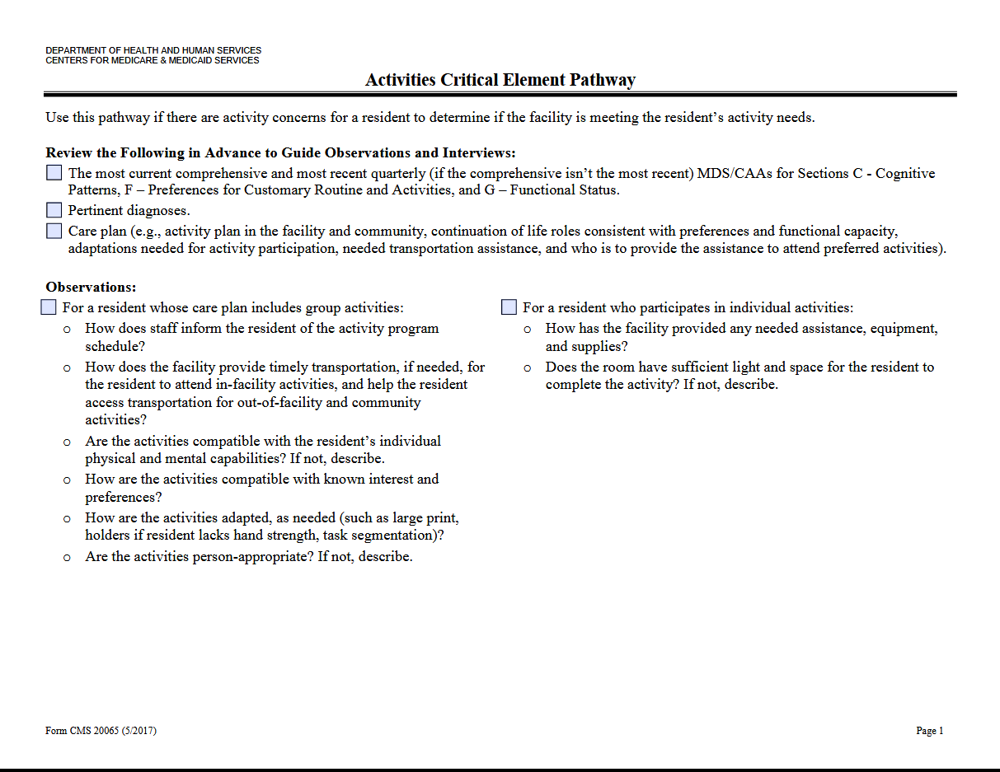 DEPARTMENT OF HEALTH AND HUMAN SERVICES
CENTERS FOR MEDICARE & MEDICAID SERVICES
Activities Critical Element Pathway
Use this pathway if there are activity concerns for a resident to determine if the facility is meeting the resident’s activity needs.
Review the Following in Advance to Guide Observations and Interviews:
The most current comprehensive and most recent quarterly (if the comprehensive isn’t the most recent) MDS/CAAs for Sections C - Cognitive
Patterns, F – Preferences for Customary Routine and Activities, and G – Functional Status.
Pertinent diagnoses.
Care plan (e.g., activity plan in the facility and community, continuation of life roles consistent with preferences and functional capacity,
adaptations needed for activity participation, needed transportation assistance, and who is to provide the assistance to attend preferred activities).
Observations:
For a resident whose care plan includes group activities:
o How does staff inform the resident of the activity program
schedule?
o How does the facility provide timely transportation, if needed, for
the resident to attend in-facility activities, and help the resident
access transportation for out-of-facility and community
activities?
o Are the activities compatible with the resident’s individual
physical and mental capabilities? If not, describe.
o How are the activities compatible with known interest and
preferences?
o How are the activities adapted, as needed (such as large print,
holders if resident lacks hand strength, task segmentation)?
o Are the activities person-appropriate? If not, describe.
For a resident who participates in individual activities:
o How has the facility provided any needed assistance, equipment,
and supplies?
o Does the room have sufficient light and space for the resident to
complete the activity? If not, describe.
Form CMS 20065 (5/2017)
Page 1